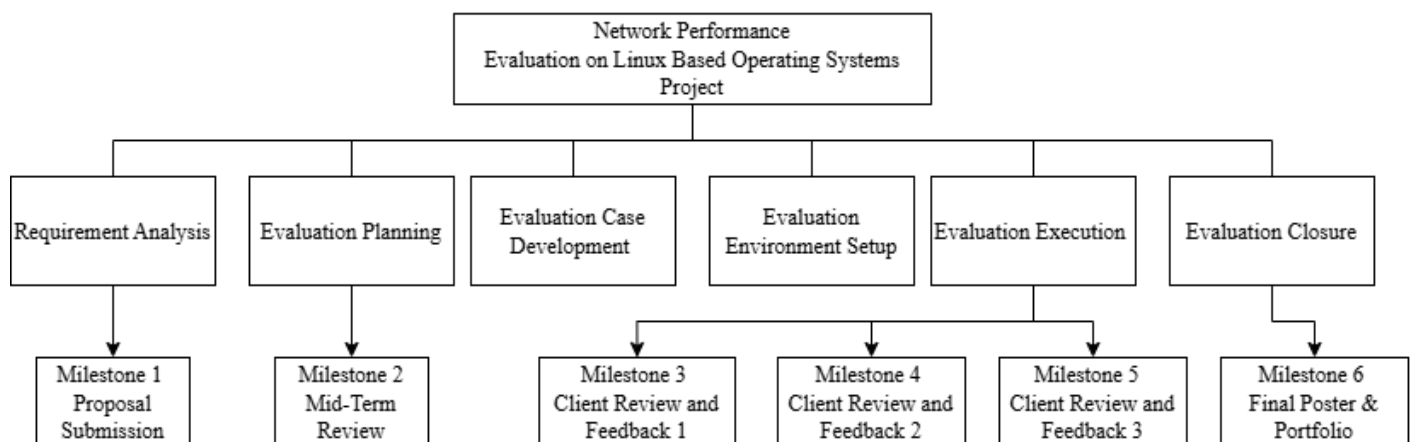 Network Performance
Evaluation on Linux Based Operating Systems
Project
Requirement Analysis
Evaluation Planning
Evaluation Case
Development
Evaluation
Environment Setup
Evaluation Execution
Evaluation Closure
Milestone 1
Proposal
Submission
Milestone 2
Mid-Term
Review
Milestone 3
Client Review and
Feedback 1
Milestone 4
Client Review and
Feedback 2
Milestone 5
Client Review and
Feedback 3
Milestone 6
Final Poster &
Portfolio